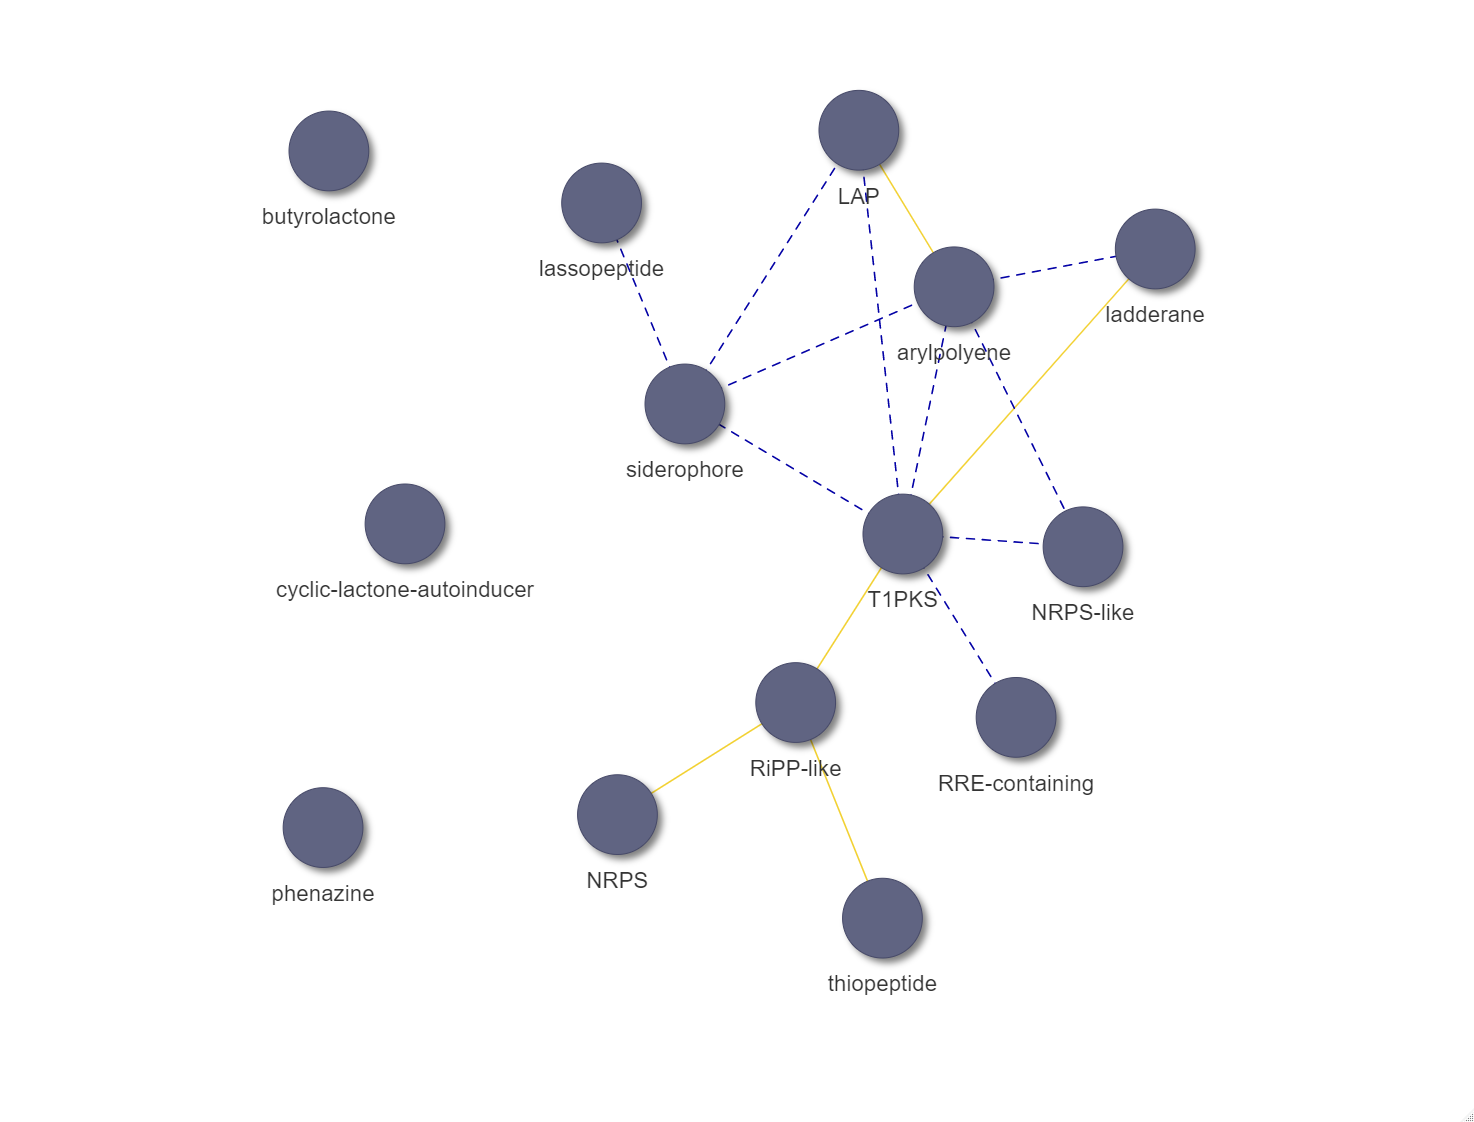 LAP
butyrolactone
lassopeptide
ladderane
arylpolyene
siderophore
cyclic-lactone-autoinducer
T1PKS
NRPS-like
RiPP-like
RRE-containing
NRPS
phenazine
thiopeptide